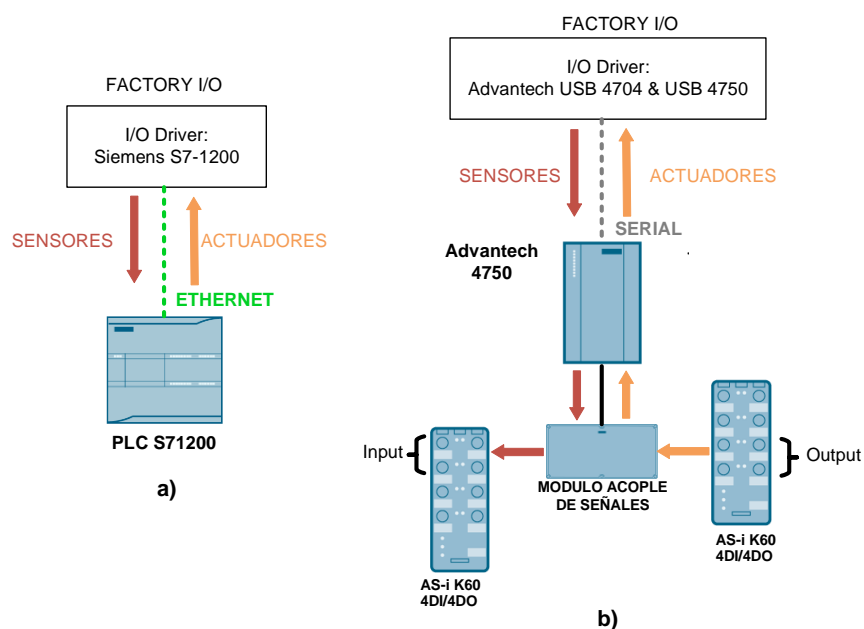 FACTORY I/O
I/O Driver:
Siemens S7-1200
SENSORES
ACTUADORES
ETHERNET
PLC S71200
a)
FACTORY I/O
I/O Driver:
Advantech USB 4704 & USB 4750
SENSORES
ACTUADORES
SERIAL
Advantech
4750
Input
Output
MODULO ACOPLE
DE SEÑALES
AS-i K60
4DI/4DO
AS-i K60
4DI/4DO
b)